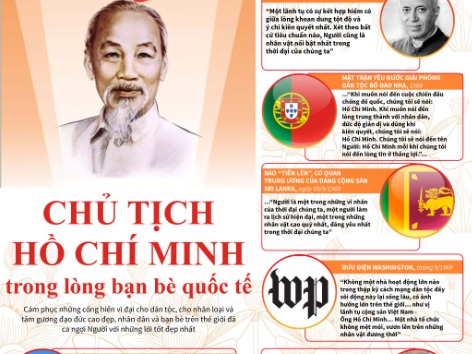 CHỦ TỊCH
HỒ CHÍ MINH
trong lòng bạn bè quốc tế
Cảm phục những cống hiến vĩ đại cho dân tộc, cho nhân loại và
tấm gương đạo đức cao đẹp, nhân dân và bạn bè trên thế giới đã
ca ngợi Người với những lời tốt đẹp nhất
"Một lãnh tụ có sự kết hợp hiếm có
giữa lòng khoan dung tột độ và
ý chí kiên quyết nhất. Xét theo bất
cứ tiêu chuẩn nào, Người cũng là
nhân vật nổi bật nhất trong
thời đại của chúng ta"
MẶT TRẬN YÊU NƯỚC GIẢI PHÓNG
DÂN TỘC BỒ ĐÀO NHA, 1969
..."Khi muốn nói đến cuộc chiến đấu
chống đế quốc, chúng tôi sẽ nói:
Hồ Chí Minh. Khi muốn nói đến
lòng trung thành với nhân dân,
đức độ giản dị và dũng khí
kiên quyết, chúng tôi sẽ nói:
Hồ Chí Minh. Chúng tôi sẽ nói đến tên
Người: Hồ Chí Minh mỗi khi chúng tôi
nói đến lòng tin ở thắng lợi."...
BÁO "TIẾN LÊN", CƠ QUAN
TRUNG ƯƠNG CỦA ĐẢNG CỘNG SẢN
SRI LANKA, ngày 06/9/1969
..."Người là một trong những vĩ nhân
của thời đại chúng ta, một người làm
ra lịch sử hiện đại, một trong những
nhân vật cao quý nhất, đáng yêu nhất
trong thời đại chúng ta"
wp
BƯU ĐIỆN WASHINGTON, tháng 9/1969
"Không một nhà hoạt động lên nào
trong thập kỷ cách mạng dân tộc đầy
sôi động này lại sống lâu, có ảnh
hưởng lớn trên thế giới... như vị
lãnh tụ cộng sản Việt Nam -
Ông Hồ Chí Minh... Một nhà tổ chức
không mệt mỏi, vươn lên trên những
nhân vật đương thời"